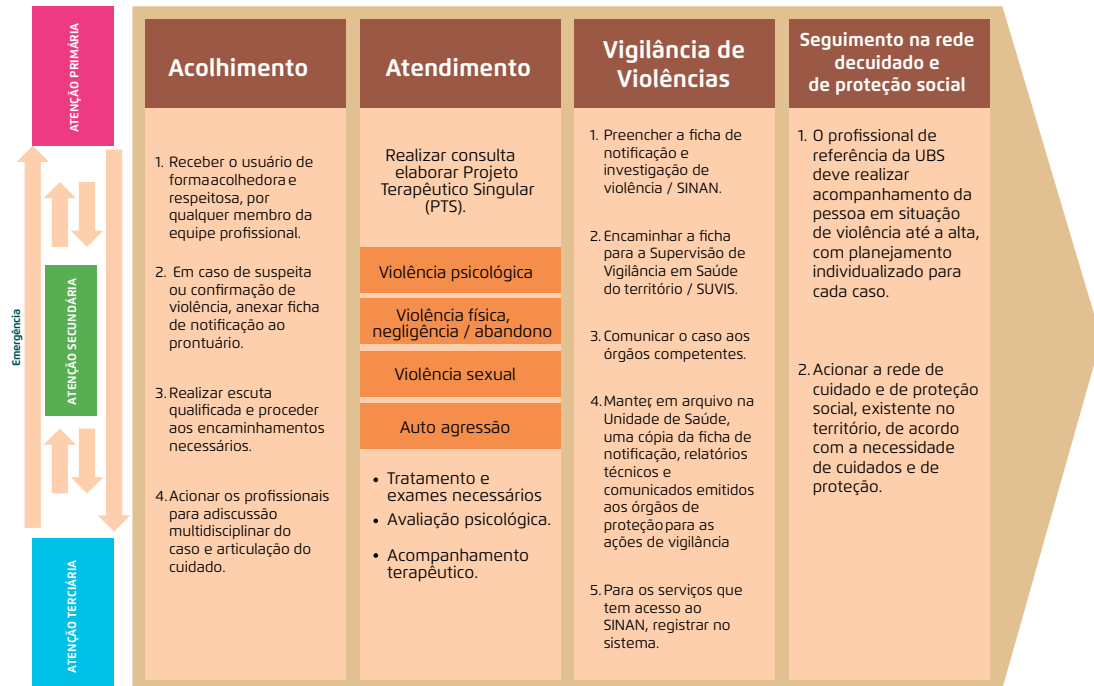 ATENÇÃO PRIMÁRIA
Emergência
ATENÇÃO SECUNDÁRIA
ATENÇÃO TERCIÁRIA
Acolhimento
1. Receber o usuário de
forma acolhedora e
respeitosa, por
qualquer membro da
equipe profissional.
2. Em caso de suspeita
ou confirmação de
violência, anexar ficha
de notificação ao
prontuário.
3. Realizar escuta
qualificada e proceder
aos encaminhamentos
necessários.
4. Acionar os profissionais
para adiscussão
multidisciplinar do
caso e articulação do
cuidado.
Atendimento
Realizar consulta
elaborar Projeto
Terapêutico Singular
(PTS).
Violência psicológica
Violência física,
negligência / abandono
Violência sexual
Auto agressão
• Tratamento e
exames necessários
• Avaliação psicológica.
• Acompanhamento
terapêutico.
Vigilância de
Violências
1. Preencher a ficha de
notificação e
investigação de
violência / SINAN.
2. Encaminhar a ficha
para a Supervisão de
Vigilância em Saúde
do território / SUVIS.
3. Comunicar o caso aos
órgãos competentes.
4. Manter, em arquivo na
Unidade de Saúde,
uma cópia da ficha de
notificação, relatórios
técnicos e
comunicados emitidos
aos órgãos de
proteção para as
ações de vigilância
5. Para os serviços que
tem acesso ao
SINAN, registrar no
sistema.
Seguimento na rede
decuidado e
de proteção social
1. O profissional de
referência da UBS
deve realizar
acompanhamento da
pessoa em situação
de violência até a alta,
com planejamento
individualizado para
cada caso.
2. Acionar a rede de
cuidado e de proteção
social, existente no
território, de acordo
com a necessidade
de cuidados e de
proteção.